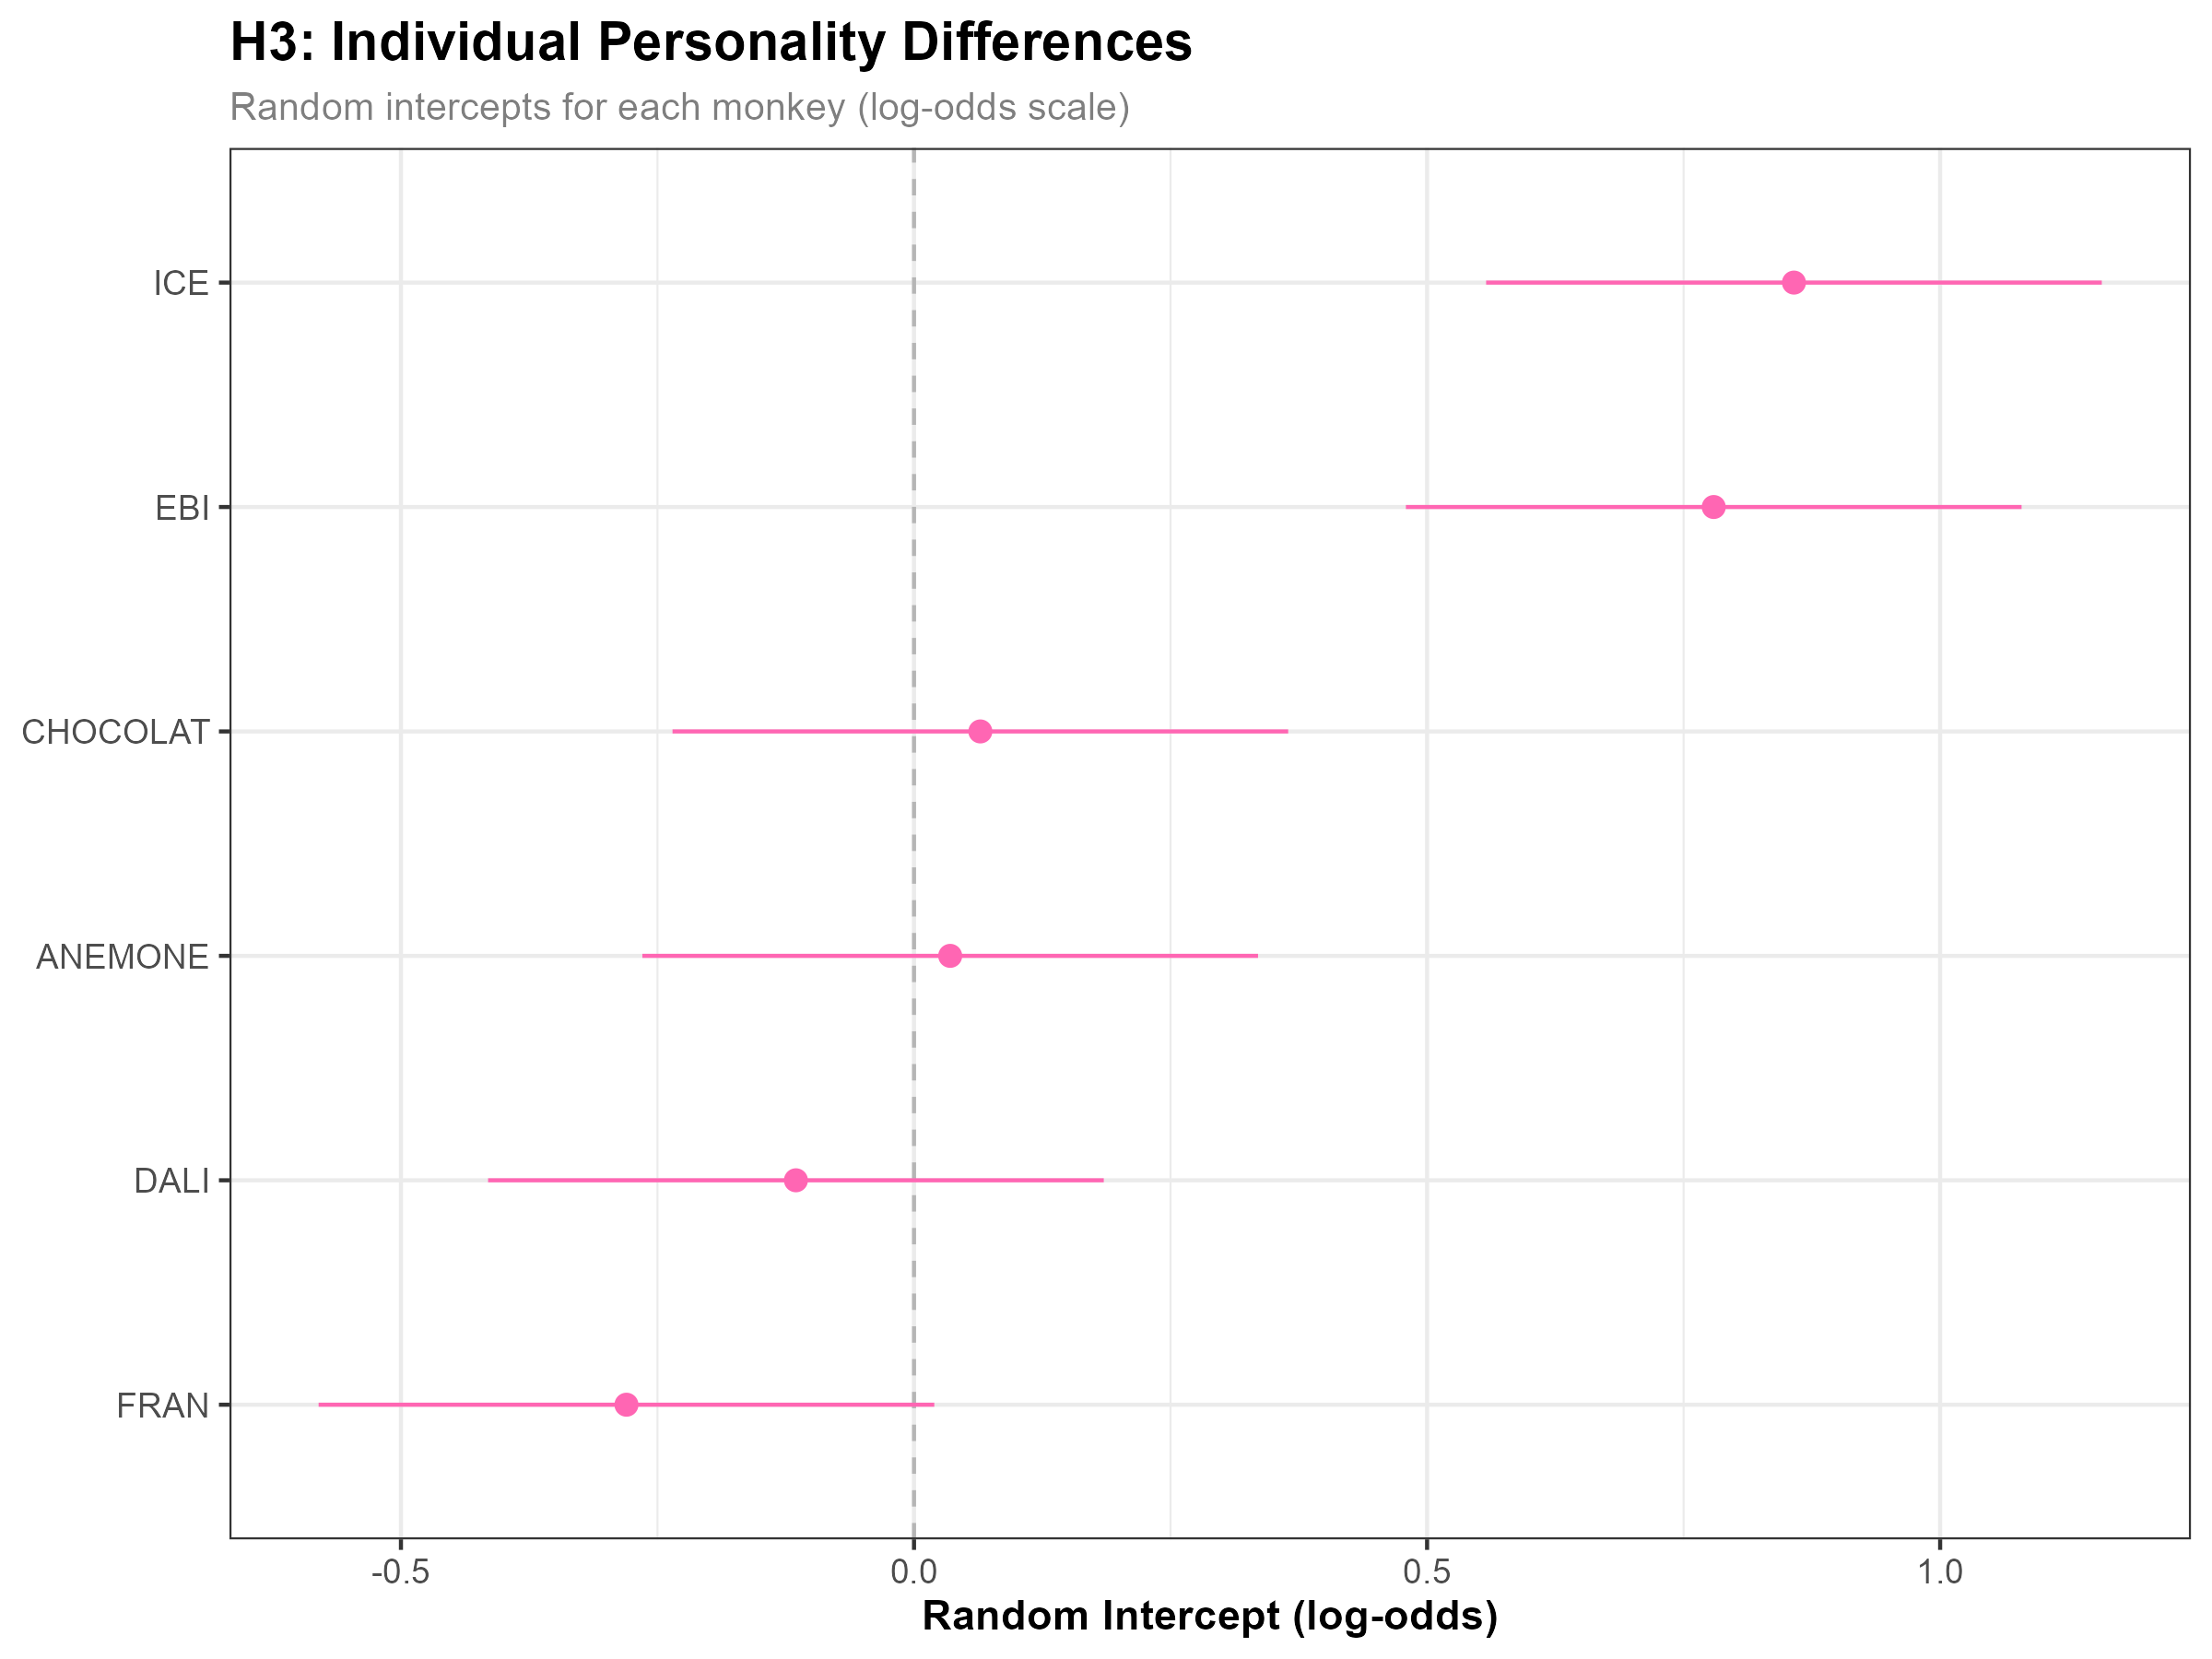 H3: Individual Personality Differences
Random intercepts for each monkey (log-odds scale)
ICE
EBI
CHOCOLAT
ANEMONE
DALI
FRAN
-0.5 0.0 0.5 1.0
Random Intercept (log-odds)